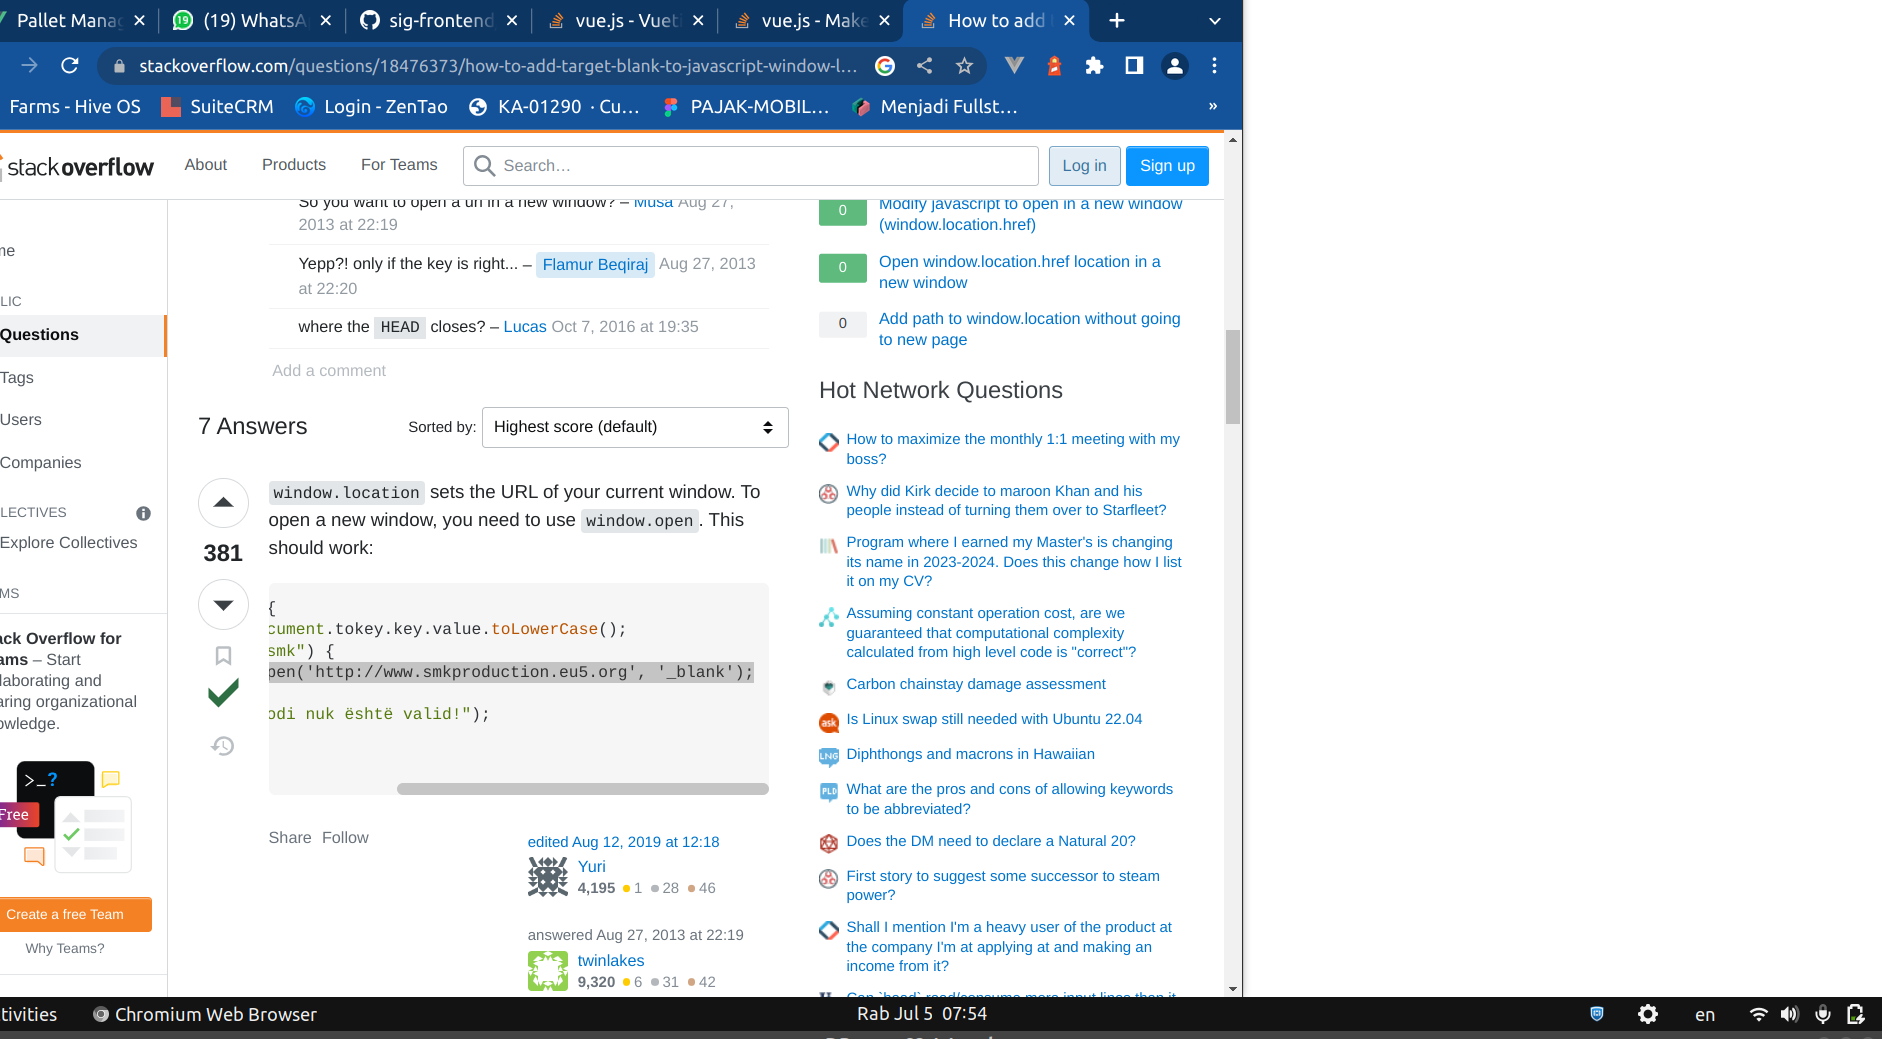 Pallet Manag
(19) WhatsA
sig-frontend
vue.js - Vuet
vue.js - Make
How to add
stackoverflow.com/questions/18476373/how-to-add-target-blank-to-javascript-window-l...
Farms - Hive OS
SuiteCRM
Login - ZenTao
KA-01290 · Cu...
PAJAK-MOBIL...
Menjadi Fullst...
»
stackoverflow
About
Products
For Teams
Search...
Log in
Sign up
me
LIC
Questions
Tags
Users
Companies
LECTIVES
Explore Collectives
MS
ack Overflow for
ams – Start
laborating and
aring organizational
owledge.
>_?
Free
Create a free Team
Why Teams?
So you want to open a url in a new window? – Musa Aug 27,
2013 at 22:19
Yepp?! only if the key is right... – Flamur Beqiraj Aug 27, 2013
at 22:20
where the HEAD closes? – Lucas Oct 7, 2016 at 19:35
Add a comment
7 Answers
Sorted by:
Highest score (default)
381
window.location sets the URL of your current window. To
open a new window, you need to use window.open. This
should work:
{
cument.tokey.key.value.toLowerCase();
smk") {
pen('http://www.smkproduction.eu5.org', '_blank');
odi nuk është valid!");
Share Follow
edited Aug 12, 2019 at 12:18
Yuri
4,195 1 28 46
answered Aug 27, 2013 at 22:19
twinlakes
9,320 6 31 42
0
Modify javascript to open in a new window
(window.location.href)
0
Open window.location.href location in a
new window
0
Add path to window.location without going
to new page
Hot Network Questions
How to maximize the monthly 1:1 meeting with my
boss?
Why did Kirk decide to maroon Khan and his
people instead of turning them over to Starfleet?
Program where I earned my Master's is changing
its name in 2023-2024. Does this change how I list
it on my CV?
Assuming constant operation cost, are we
guaranteed that computational complexity
calculated from high level code is "correct"?
Carbon chainstay damage assessment
ask
Is Linux swap still needed with Ubuntu 22.04
LNG
Diphthongs and macrons in Hawaiian
PLD
What are the pros and cons of allowing keywords
to be abbreviated?
Does the DM need to declare a Natural 20?
First story to suggest some successor to steam
power?
Shall I mention I'm a heavy user of the product at
the company I'm at applying at and making an
income from it?
Can `head` read/consume more input lines than it
tivities
Chromium Web Browser
Rab Jul 5 07:54
en